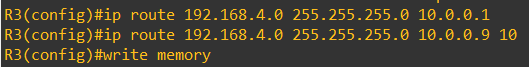 R3(config)#ip route 192.168.4.0 255.255.255.0 10.0.0.1
R3(config)#ip route 192.168.4.0 255.255.255.0 10.0.0.9 10
R3(config)#write memory